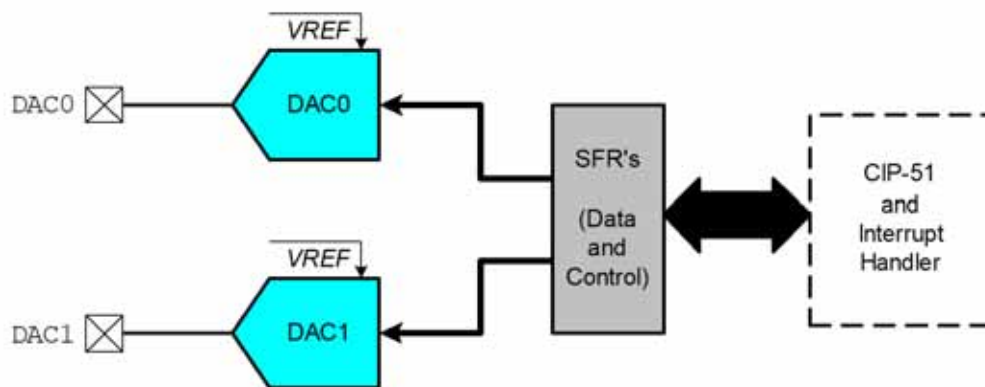 VREF
DAC0
DAC0
VREF
DAC1
DAC1
SFR's
(Data
and
Control)
CIP-51
and
Interrupt
Handler